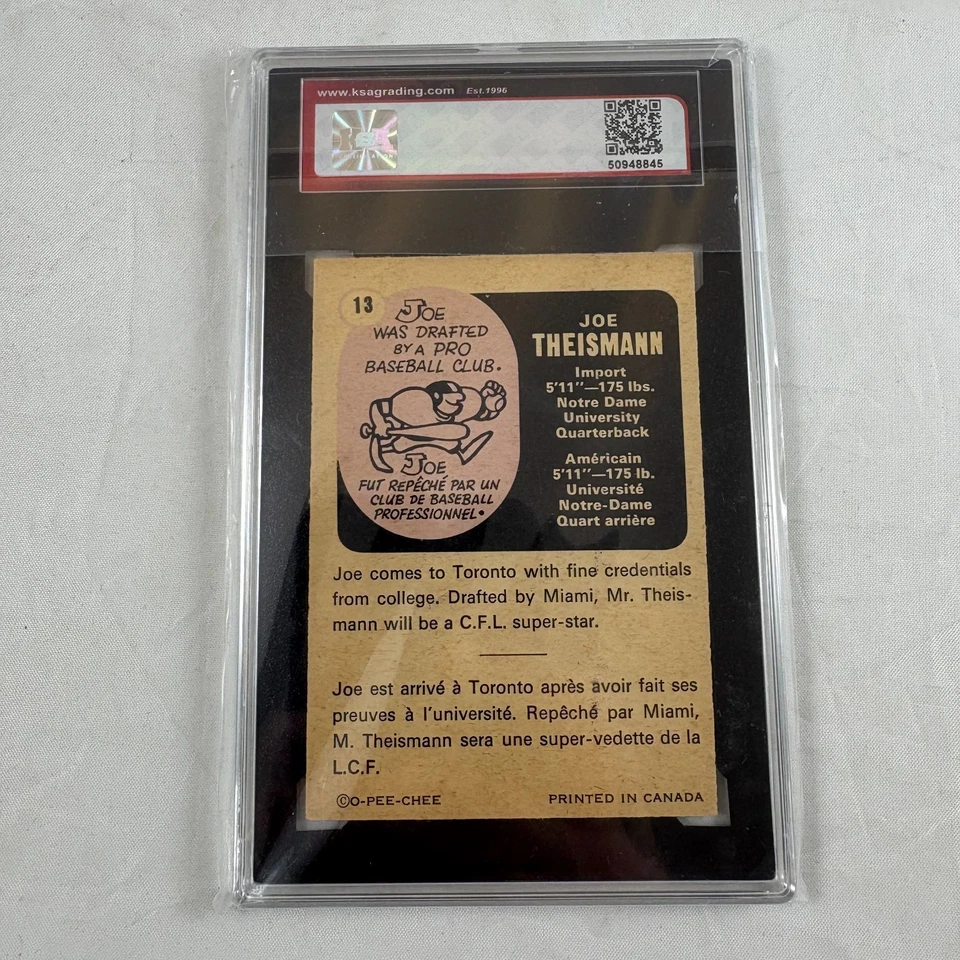 www.ksagrading.com Est.1996
KSA
50948845
13
JOE
WAS DRAFTED
BY A PRO
BASEBALL CLUB.
JOE
FUT REPÊCHÉ PAR UN
CLUB DE BASEBALL
PROFESSIONNEL.
JOE
THEISMANN
Import
5'11"—175 lbs.
Notre Dame
University
Quarterback
Américain
5'11"—175 lb.
Université
Notre-Dame
Quart arrière
Joe comes to Toronto with fine credentials
from college. Drafted by Miami, Mr. Theis-
mann will be a C.F.L. super-star.
Joe est arrivé à Toronto après avoir fait ses
preuves à l'université. Repêché par Miami,
M. Theismann sera une super-vedette de la
L.C.F.
©O-PEE-CHEE
PRINTED IN CANADA